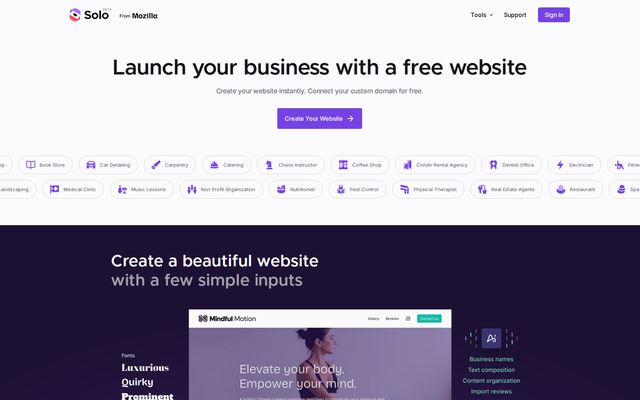 Solo BETA From Mozilla
Tools Support Sign In
Launch your business with a free website
Create your website instantly. Connect your custom domain for free.
Create Your Website
Book Store Car Detailing Carpentry Catering Chess Instructor Coffee Shop Condo Rental Agency Dentist Office Electrician
Medical Clinic Music Lessons Non Profit Organization Nutritionist Pest Control Physical Therapist Real Estate Agents Restaurant Spa
Create a beautiful website
with a few simple inputs
Mindful Motion
Gallery Reviews Contact Us
Elevate your body.
Empower your mind.
Fonts
Luxurious
Quirky
Prominent
Ai
Business names
Text composition
Content organization
Import reviews